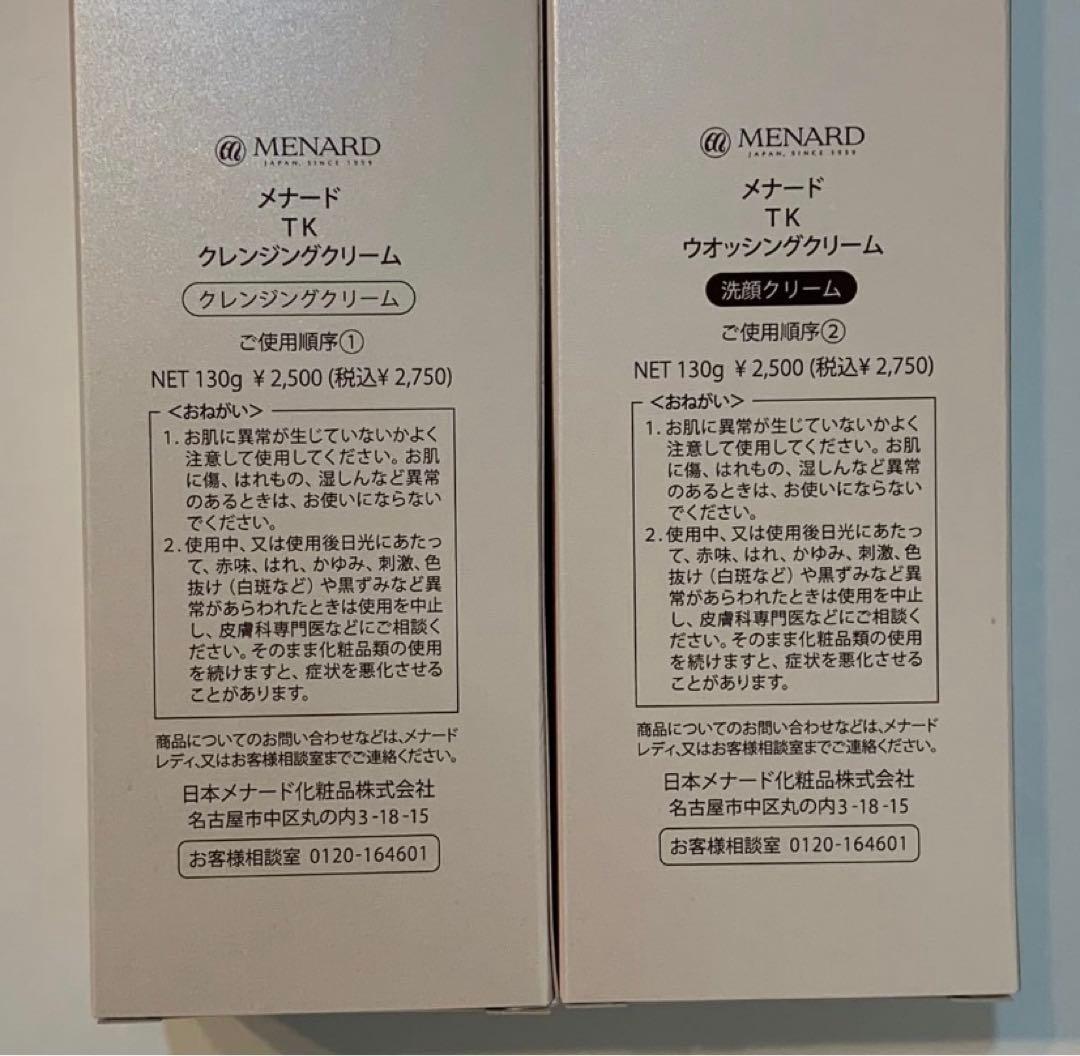 MENARD
JAPAN, SINCE 1959
メナード
TK
クレンジングクリーム
クレンジングクリーム
ご使用順序①
NET 130g ¥2,500 (税込¥2,750)
<おねがい>
1. お肌に異常が生じていないかよく
注意して使用してください。お肌
に傷、はれもの、湿しんなど異常
のあるときは、お使いにならない
でください。
2. 使用中、又は使用後日光にあたっ
て、赤味、はれ、かゆみ、刺激、色
抜け(白斑など)や黒ずみなど異
常があらわれたときは使用を中止
し、皮膚科専門医などにご相談く
ださい。そのまま化粧品類の使用
を続けますと、症状を悪化させる
ことがあります。
商品についてのお問い合わせなどは、メナード
レディ、又はお客様相談室までご連絡ください。
日本メナード化粧品株式会社
名古屋市中区丸の内3-18-15
お客様相談室 0120-164601
MENARD
JAPAN, SINCE 1959
メナード
TK
ウオッシングクリーム
洗顔クリーム
ご使用順序②
NET 130g ¥2,500 (税込¥2,750)
<おねがい>
1. お肌に異常が生じていないかよく
注意して使用してください。お肌
に傷、はれもの、湿しんなど異常
のあるときは、お使いにならない
でください。
2. 使用中、又は使用後日光にあたっ
て、赤味、はれ、かゆみ、刺激、色
抜け(白斑など)や黒ずみなど異
常があらわれたときは使用を中止
し、皮膚科専門医などにご相談く
ださい。そのまま化粧品類の使用
を続けますと、症状を悪化させる
ことがあります。
商品についてのお問い合わせなどは、メナード
レディ、又はお客様相談室までご連絡ください。
日本メナード化粧品株式会社
名古屋市中区丸の内3-18-15
お客様相談室 0120-164601